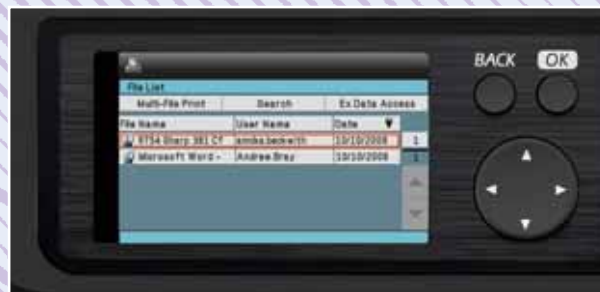 BACK OK
File List
Multi-File Print Search Ex Data Access
File Name User Name Date ▼
9754 Sharp 381 CF annika.beckwith 10/10/2008 1
Microsoft Word - Andrea Bray 10/10/2008 1